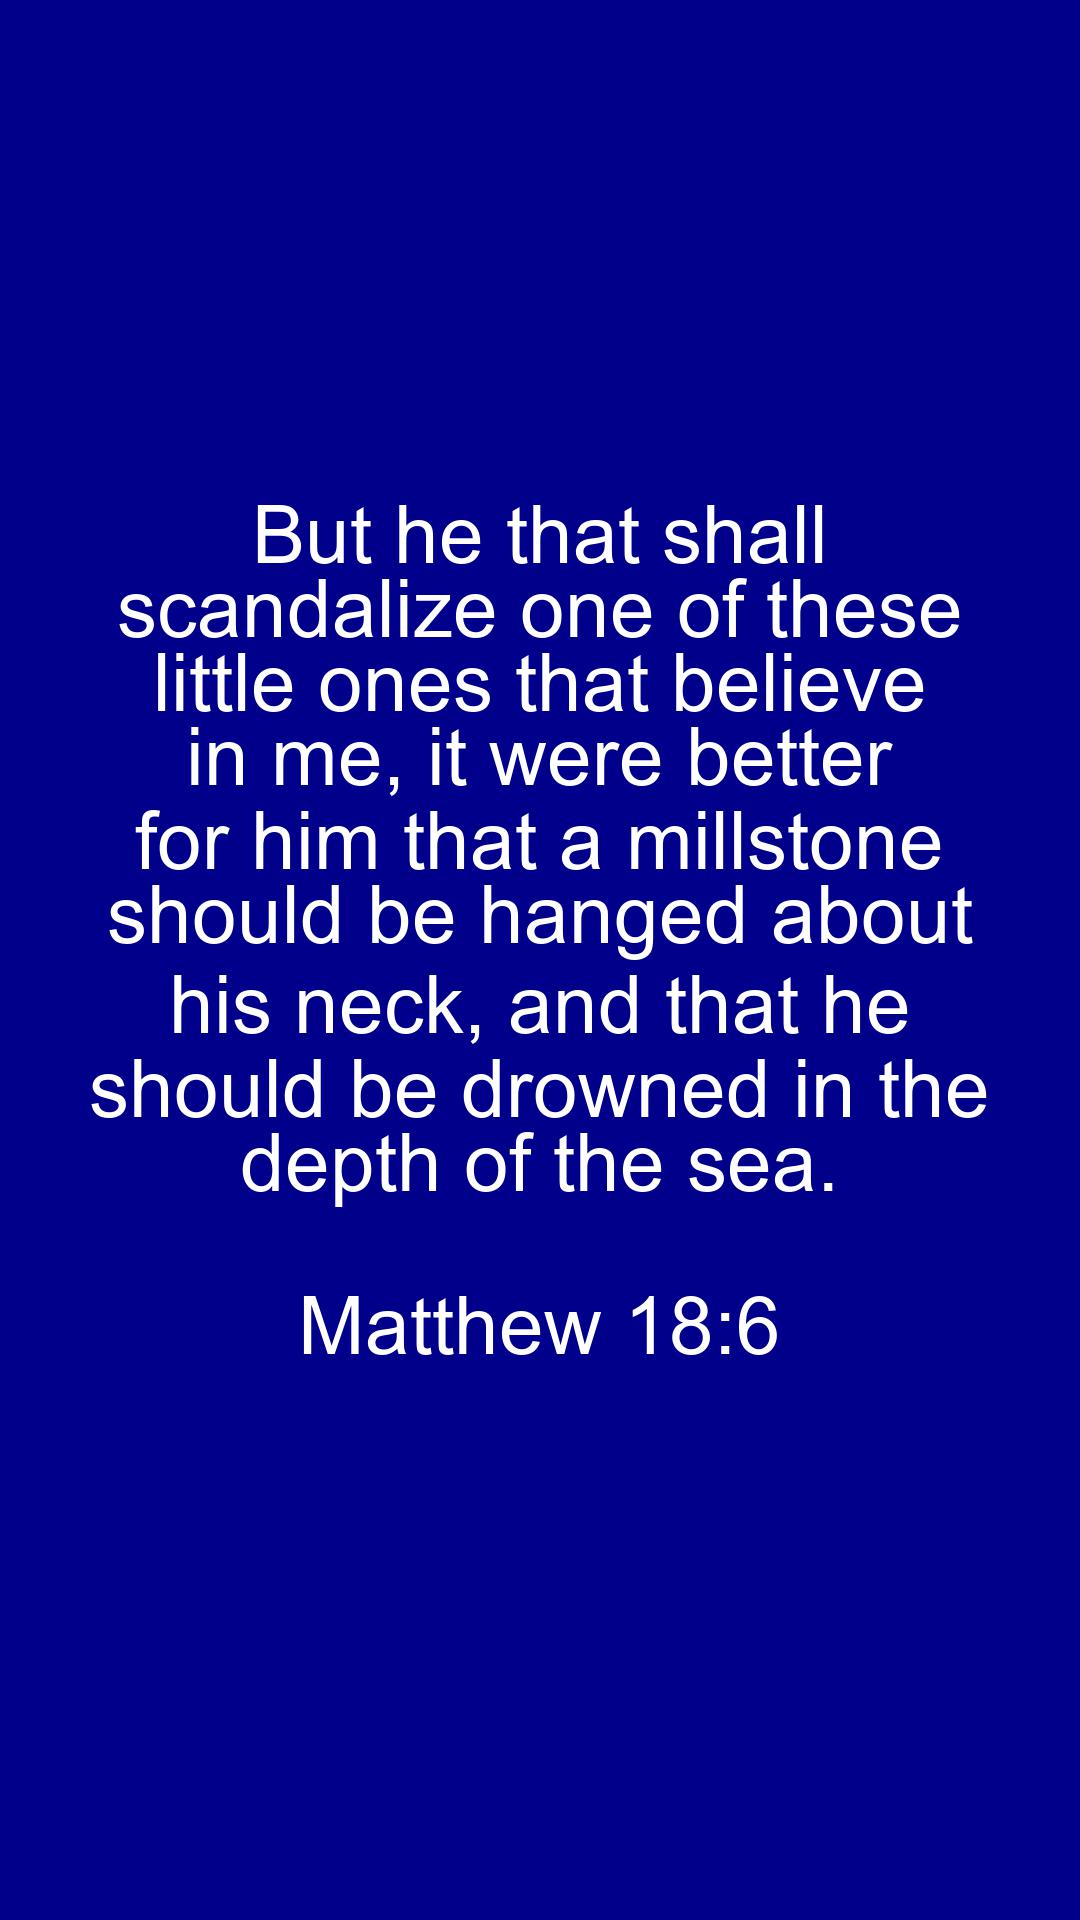 But he that shall
scandalize one of these
little ones that believe
in me, it were better
for him that a millstone
should be hanged about
his neck, and that he
should be drowned in the
depth of the sea.
Matthew 18:6